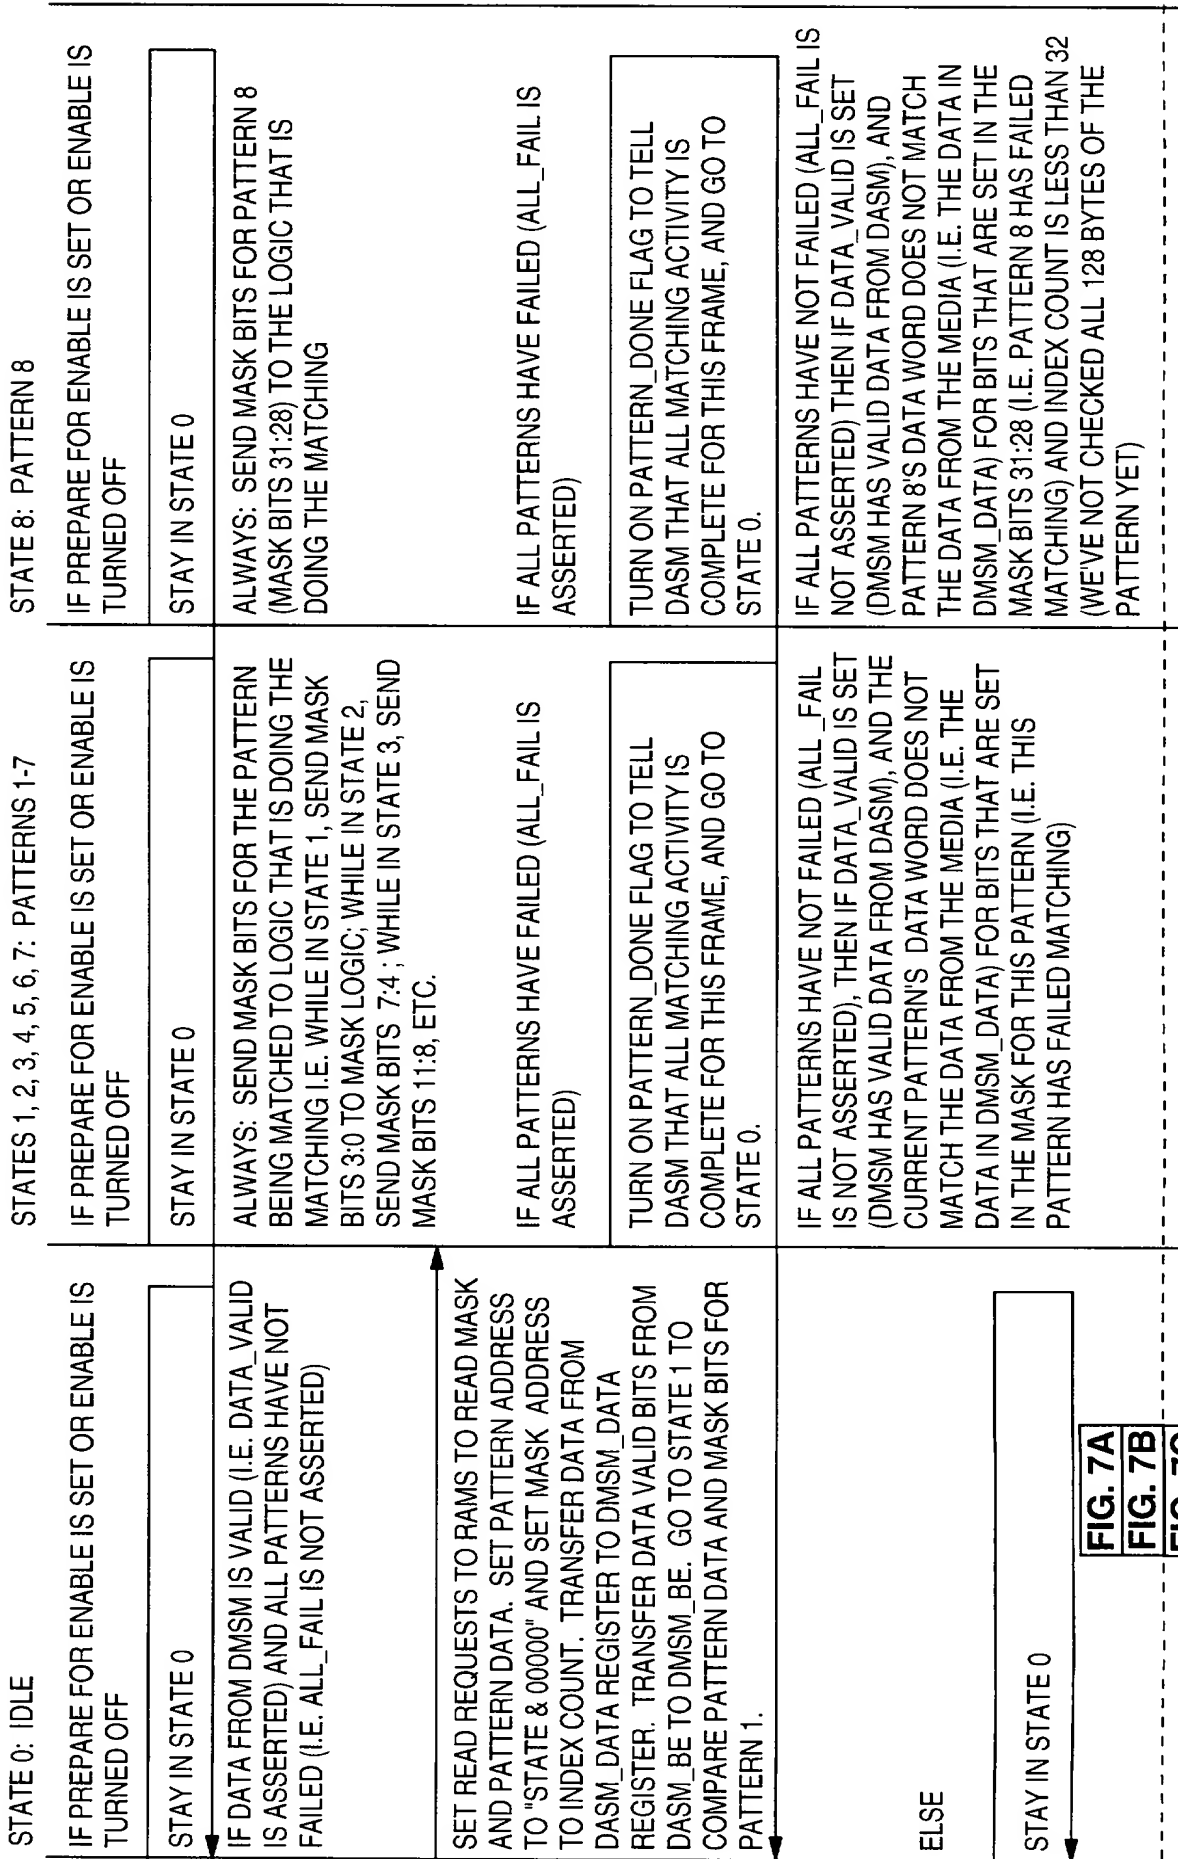 STATE 0: IDLE
IF PREPARE FOR ENABLE IS SET OR ENABLE IS
TURNED OFF
STAY IN STATE 0
IF DATA FROM DMSM IS VALID (I.E. DATA_VALID
IS ASSERTED) AND ALL PATTERNS HAVE NOT
FAILED (I.E. ALL_FAIL IS NOT ASSERTED)
SET READ REQUESTS TO RAMS TO READ MASK
AND PATTERN DATA. SET PATTERN ADDRESS
TO "STATE & 00000" AND SET MASK ADDRESS
TO INDEX COUNT. TRANSFER DATA FROM
DASM_DATA REGISTER TO DMSM_DATA
REGISTER. TRANSFER DATA VALID BITS FROM
DASM_BE TO DMSM_BE. GO TO STATE 1 TO
COMPARE PATTERN DATA AND MASK BITS FOR
PATTERN 1.
ELSE
STAY IN STATE 0
STATES 1, 2, 3, 4, 5, 6, 7: PATTERNS 1-7
IF PREPARE FOR ENABLE IS SET OR ENABLE IS
TURNED OFF
STAY IN STATE 0
ALWAYS: SEND MASK BITS FOR THE PATTERN
BEING MATCHED TO LOGIC THAT IS DOING THE
MATCHING I.E. WHILE IN STATE 1, SEND MASK
BITS 3:0 TO MASK LOGIC; WHILE IN STATE 2,
SEND MASK BITS 7:4 ; WHILE IN STATE 3, SEND
MASK BITS 11:8, ETC.
IF ALL PATTERNS HAVE FAILED (ALL_FAIL IS
ASSERTED)
TURN ON PATTERN_DONE FLAG TO TELL
DASM THAT ALL MATCHING ACTIVITY IS
COMPLETE FOR THIS FRAME, AND GO TO
STATE 0.
IF ALL PATTERNS HAVE NOT FAILED (ALL_FAIL
IS NOT ASSERTED), THEN IF DATA_VALID IS SET
(DMSM HAS VALID DATA FROM DASM), AND THE
CURRENT PATTERN'S DATA WORD DOES NOT
MATCH THE DATA FROM THE MEDIA (I.E. THE
DATA IN DMSM_DATA) FOR BITS THAT ARE SET
IN THE MASK FOR THIS PATTERN (I.E. THIS
PATTERN HAS FAILED MATCHING)
STATE 8: PATTERN 8
IF PREPARE FOR ENABLE IS SET OR ENABLE IS
TURNED OFF
STAY IN STATE 0
ALWAYS: SEND MASK BITS FOR PATTERN 8
(MASK BITS 31:28) TO THE LOGIC THAT IS
DOING THE MATCHING
IF ALL PATTERNS HAVE FAILED (ALL_FAIL IS
ASSERTED)
TURN ON PATTERN_DONE FLAG TO TELL
DASM THAT ALL MATCHING ACTIVITY IS
COMPLETE FOR THIS FRAME, AND GO TO
STATE 0.
IF ALL PATTERNS HAVE NOT FAILED (ALL_FAIL IS
NOT ASSERTED) THEN IF DATA_VALID IS SET
(DMSM HAS VALID DATA FROM DASM), AND
PATTERN 8'S DATA WORD DOES NOT MATCH
THE DATA FROM THE MEDIA (I.E. THE DATA IN
DMSM_DATA) FOR BITS THAT ARE SET IN THE
MASK BITS 31:28 (I.E. PATTERN 8 HAS FAILED
MATCHING) AND INDEX COUNT IS LESS THAN 32
(WE'VE NOT CHECKED ALL 128 BYTES OF THE
PATTERN YET)
FIG. 7A
FIG. 7B
FIG. 7C